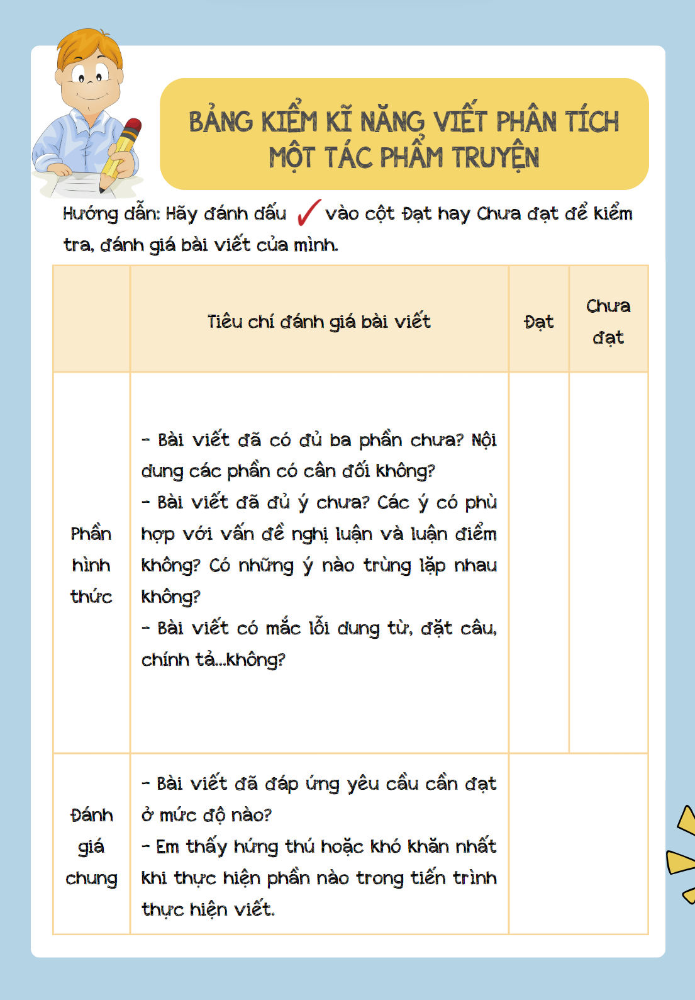 BẢNG KIỂM KĨ NĂNG VIẾT PHÂN TÍCH
MỘT TÁC PHẨM TRUYỆN
Hướng dẫn: Hãy đánh dấu ✓ vào cột Đạt hay Chưa đạt để kiểm
tra, đánh giá bài viết của mình.
Tiêu chí đánh giá bài viết
Đạt
Chưa
đạt
Phần
hình
thức
- Bài viết đã có đủ ba phần chưa? Nội
dung các phần có cân đối không?
- Bài viết đã đủ ý chưa? Các ý có phù
hợp với vấn đề nghị luận và luận điểm
không? Có những ý nào trùng lặp nhau
không?
- Bài viết có mắc lỗi dung từ, đặt câu,
chính tả...không?
Đánh
giá
chung
- Bài viết đã đáp ứng yêu cầu cần đạt
ở mức độ nào?
- Em thấy hứng thú hoặc khó khăn nhất
khi thực hiện phần nào trong tiến trình
thực hiện viết.